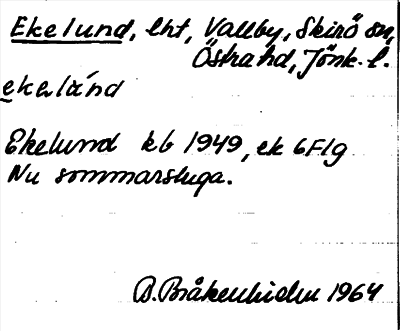 Ekelund, lht, Vallby, Skirö sn,
Östra hd, Jönk. l.
ekelánd
Ekelund kb 1949, ek 6F1g
Nu sommarstuga.
B. Bråkenhielm 1964